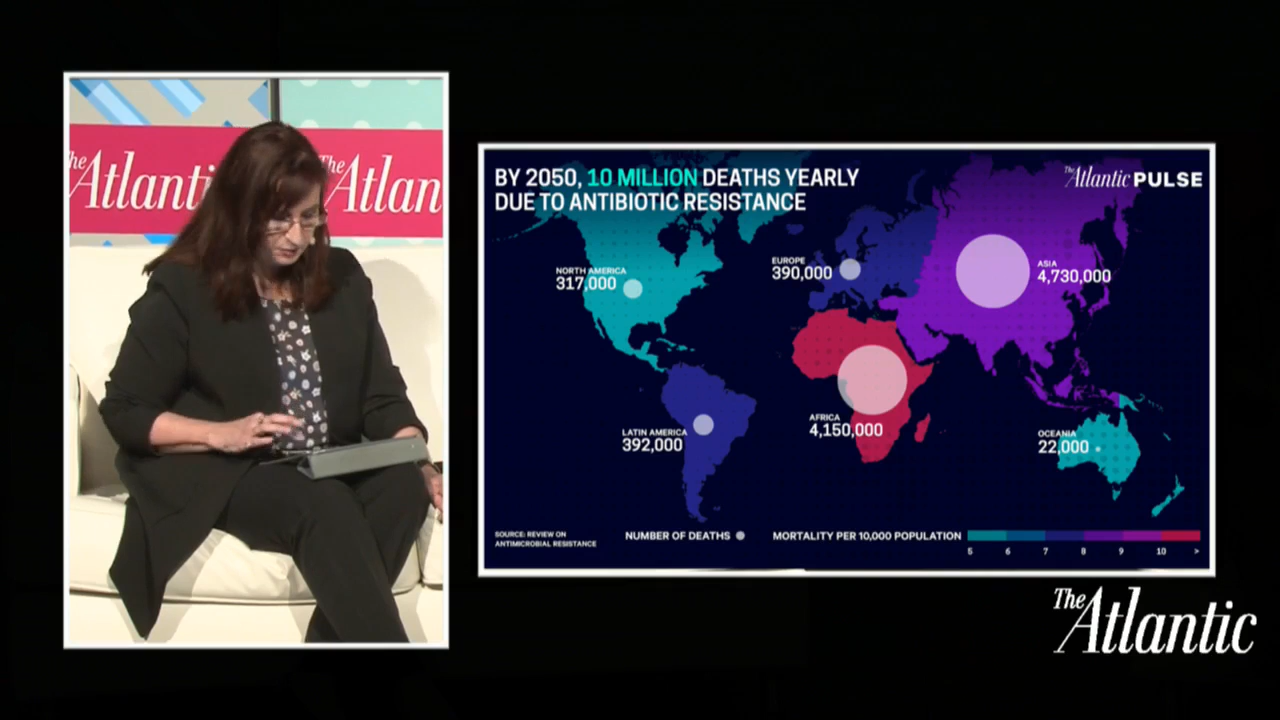 The Atlantic
The Atlan
BY 2050, 10 MILLION DEATHS YEARLY
DUE TO ANTIBIOTIC RESISTANCE
The Atlantic PULSE
NORTH AMERICA
317,000
EUROPE
390,000
ASIA
4,730,000
LATIN AMERICA
392,000
AFRICA
4,150,000
OCEANIA
22,000
SOURCE: REVIEW ON
ANTIMICROBIAL RESISTANCE
NUMBER OF DEATHS
MORTALITY PER 10,000 POPULATION
5 6 7 8 9 10 >
The Atlantic